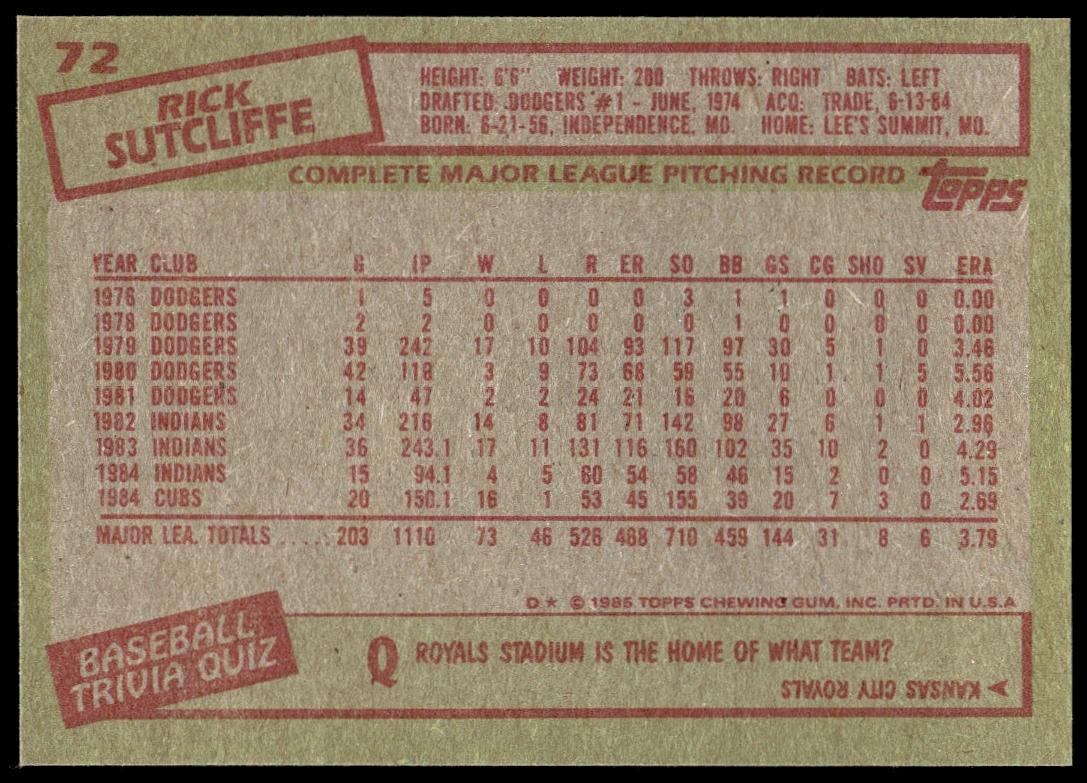 72
RICK
SUTCLIFFE
HEIGHT: 6'6" WEIGHT: 200 THROWS: RIGHT BATS: LEFT
DRAFTED: DODGERS #1 - JUNE, 1974 ACQ: TRADE, 6-13-84
BORN: 6-21-56, INDEPENDENCE, MO. HOME: LEE'S SUMMIT, MO.
COMPLETE MAJOR LEAGUE PITCHING RECORD topps
YEAR CLUB G IP W L R ER SO BB GS CG SHO SV ERA
1976 DODGERS 1 5 0 0 0 0 3 1 1 0 0 0 0.00
1978 DODGERS 2 2 0 0 0 0 0 1 0 0 0 0 0.00
1979 DODGERS 39 242 17 10 104 93 117 97 30 5 1 0 3.46
1980 DODGERS 42 110 3 9 73 68 59 55 10 1 1 5 5.56
1981 DODGERS 14 47 2 2 24 21 16 20 6 0 0 0 4.02
1982 INDIANS 34 216 14 8 81 71 142 98 27 6 1 1 2.96
1983 INDIANS 36 243.1 17 11 131 116 160 102 35 10 2 0 4.29
1984 INDIANS 15 94.1 4 5 60 54 58 46 15 2 0 0 5.15
1984 CUBS 20 150.1 16 1 53 45 155 39 20 7 3 0 2.69
MAJOR LEA. TOTALS ..... 203 1110 73 46 526 468 710 459 144 31 8 6 3.79
D★ © 1985 TOPPS CHEWING GUM, INC. PRTD. IN U.S.A
BASEBALL
TRIVIA QUIZ
Q ROYALS STADIUM IS THE HOME OF WHAT TEAM?
KANSAS CITY ROYALS